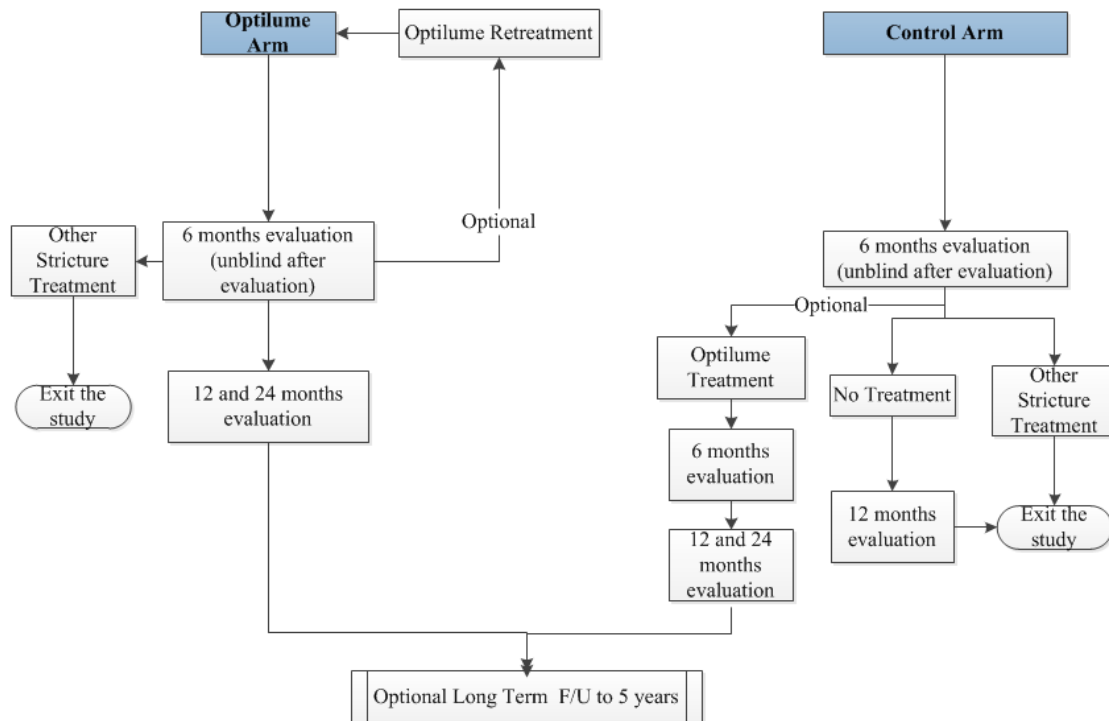 Optilume
Arm
Optilume Retreatment
Control Arm
Optional
Other
Stricture
Treatment
6 months evaluation
(unblind after
evaluation)
6 months evaluation
(unblind after evaluation)
Optional
Optilume
Treatment
No Treatment
Other
Stricture
Treatment
Exit the
study
12 and 24 months
evaluation
6 months
evaluation
12 months
evaluation
Exit the
study
12 and 24
months
evaluation
Optional Long Term F/U to 5 years